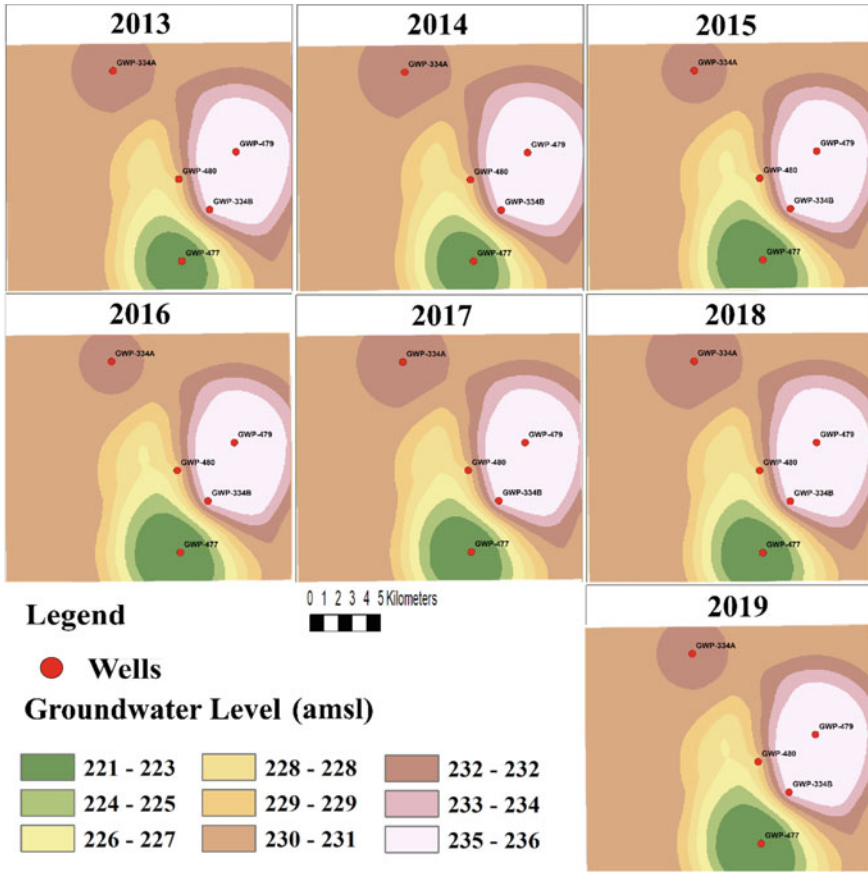 2013
2014
2015
GWP-334A
GWP-334A
GWP-334A
GWP-479
GWP-479
GWP-479
GWP-480
GWP-480
GWP-480
GWP-334B
GWP-334B
GWP-334B
GWP-477
GWP-477
GWP-477
2016
2017
2018
GWP-334A
GWP-334A
GWP-334A
GWP-479
GWP-479
GWP-479
GWP-480
GWP-480
GWP-480
GWP-334B
GWP-334B
GWP-334B
GWP-477
GWP-477
GWP-477
0 1 2 3 4 5 Kilometers
2019
GWP-334A
GWP-479
GWP-480
GWP-334B
GWP-477
Legend
Wells
Groundwater Level (amsl)
221 - 223
228 - 228
232 - 232
224 - 225
229 - 229
233 - 234
226 - 227
230 - 231
235 - 236